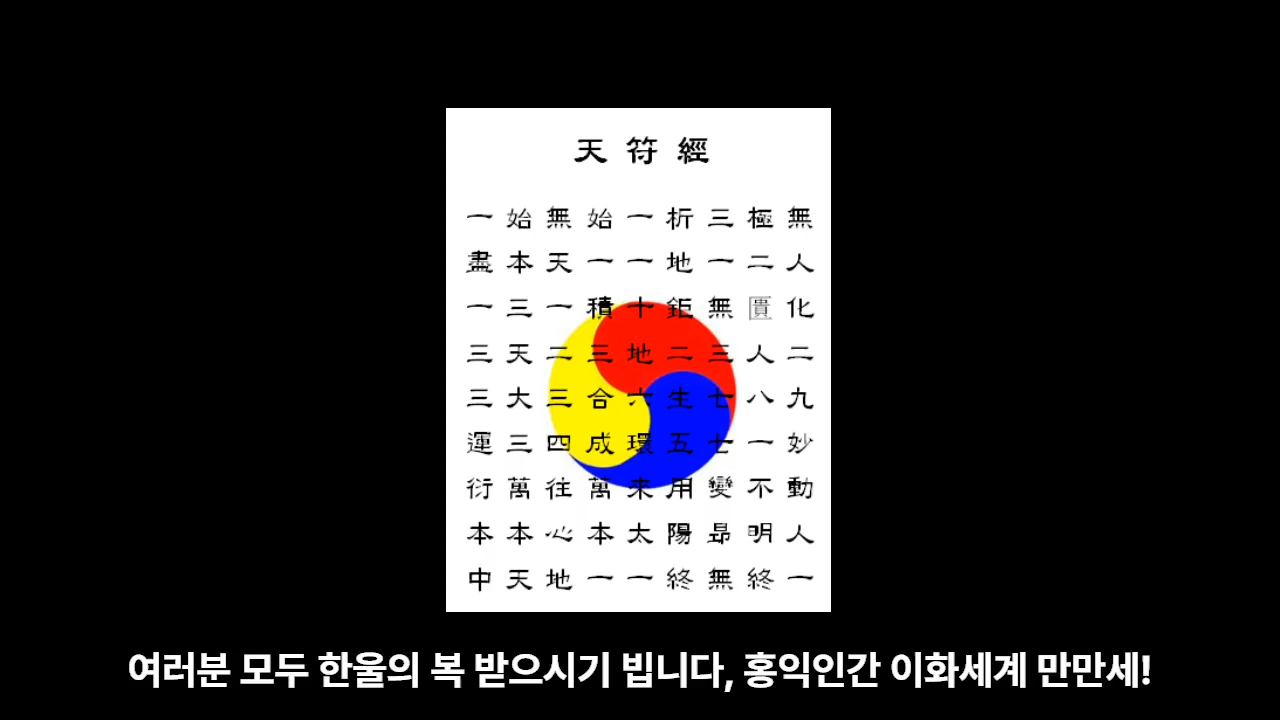 天符經
一始無始一析三極無
盡本天一一地一二人
一三一積十鉅無匱化
三天二三地二三人二
三大三合六生七八九
運三四成環五七一妙
衍萬往萬來用變不動
本本心本太陽昂明人
中天地一一終無終一
여러분 모두 한울의 복 받으시기 빕니다, 홍익인간 이화세계 만만세!